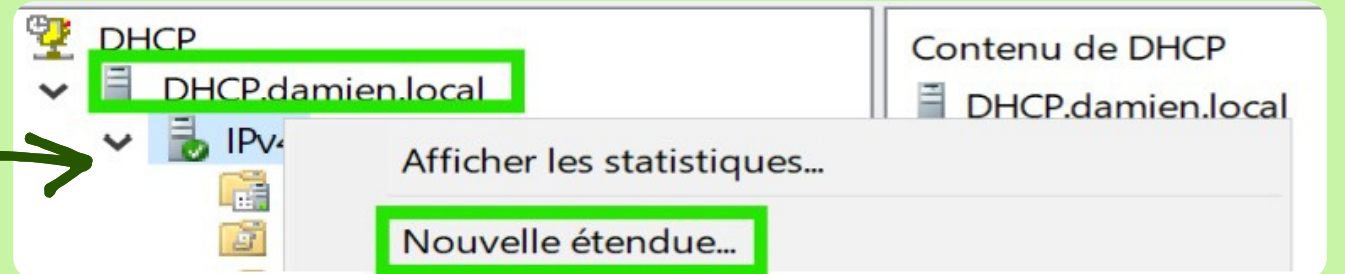 DHCP
DHCP.damien.local
IPv4
Afficher les statistiques...
Nouvelle étendue...
Contenu de DHCP
DHCP.damien.local